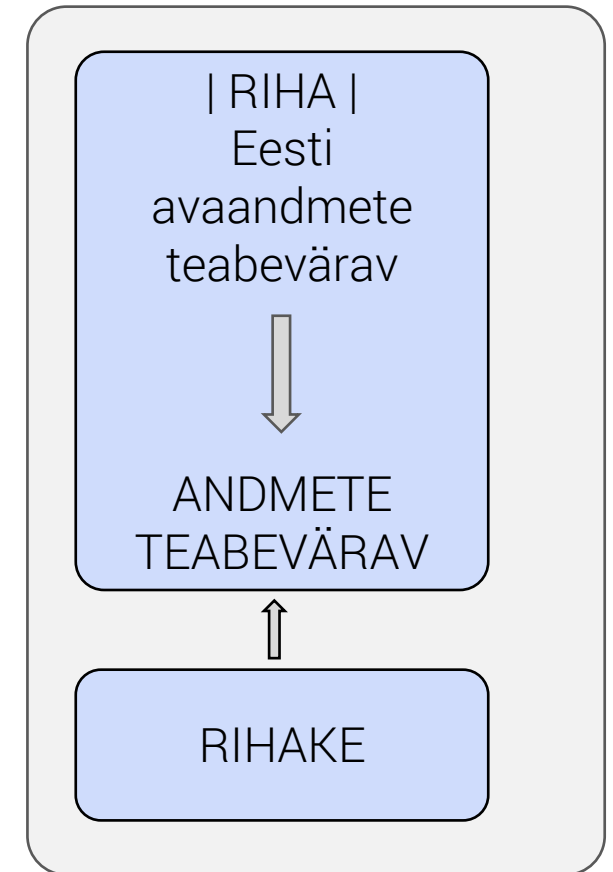 | RIHA |
Eesti
avaandmete
teabevärav
ANDMETE
TEABEVÄRAV
RIHAKE